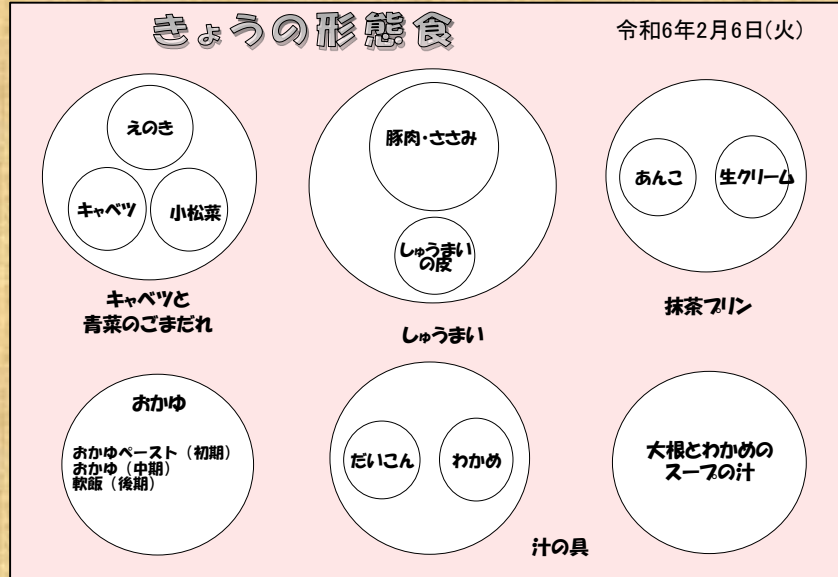 きょうの形態食
令和6年2月6日(火)
えのき
キャベツ
小松菜
キャベツと
青菜のごまだれ
豚肉・ささみ
しゅうまい
の皮
しゅうまい
あんこ
生クリーム
抹茶プリン
おかゆ
おかゆペースト（初期）
おかゆ（中期）
軟飯（後期）
だいこん
わかめ
汁の具
大根とわかめの
スープの汁